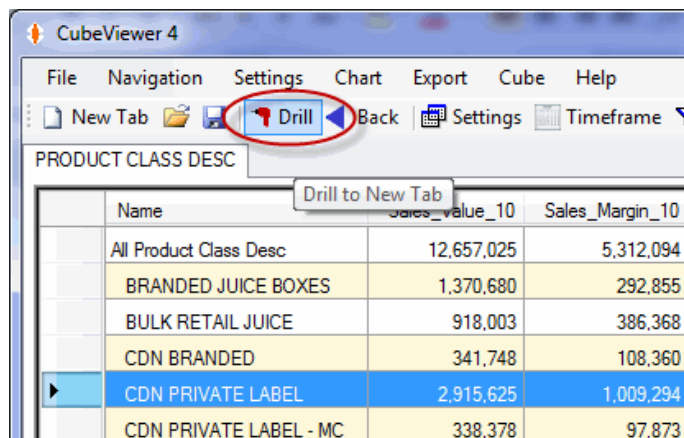 CubeViewer 4
File Navigation Settings Chart Export Cube Help
New Tab Drill Back Settings Timeframe
PRODUCT CLASS DESC
Drill to New Tab
Name Sales_Value_10 Sales_Margin_10
All Product Class Desc 12,657,025 5,312,094
BRANDED JUICE BOXES 1,370,680 292,855
BULK RETAIL JUICE 918,003 386,368
CDN BRANDED 341,748 108,360
CDN PRIVATE LABEL 2,915,625 1,009,294
CDN PRIVATE LABEL - MC 338,378 97,873